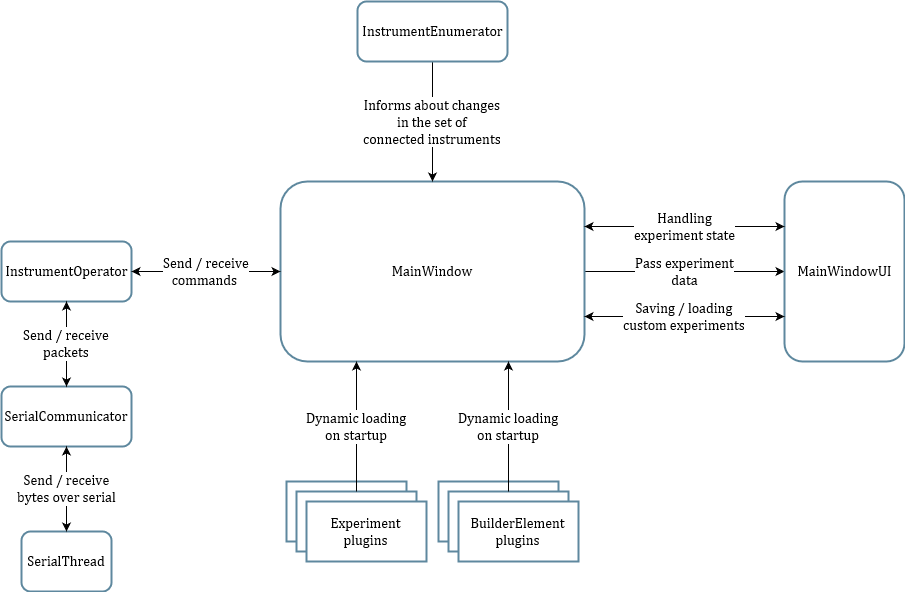 InstrumentEnumerator
Informs about changes
in the set of
connected instruments
MainWindow
Handling
experiment state
Pass experiment
data
Saving / loading
custom experiments
MainWindowUI
InstrumentOperator
Send / receive
commands
Send / receive
packets
SerialCommunicator
Send / receive
bytes over serial
SerialThread
Dynamic loading
on startup
Dynamic loading
on startup
Experiment
plugins
BuilderElement
plugins